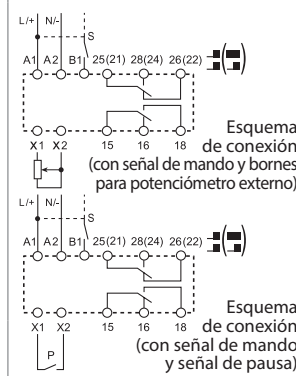 L/+ N/-
S
A1 A2 B1 25(21) 28(24) 26(22)
X1 X2 15 16 18
Esquema
de conexión
(con señal de mando y bornes
para potenciómetro externo)
L/+ N/-
S
A1 A2 B1 25(21) 28(24) 26(22)
X1 X2 15 16 18
P
Esquema
de conexión
(con señal de mando
y señal de pausa)